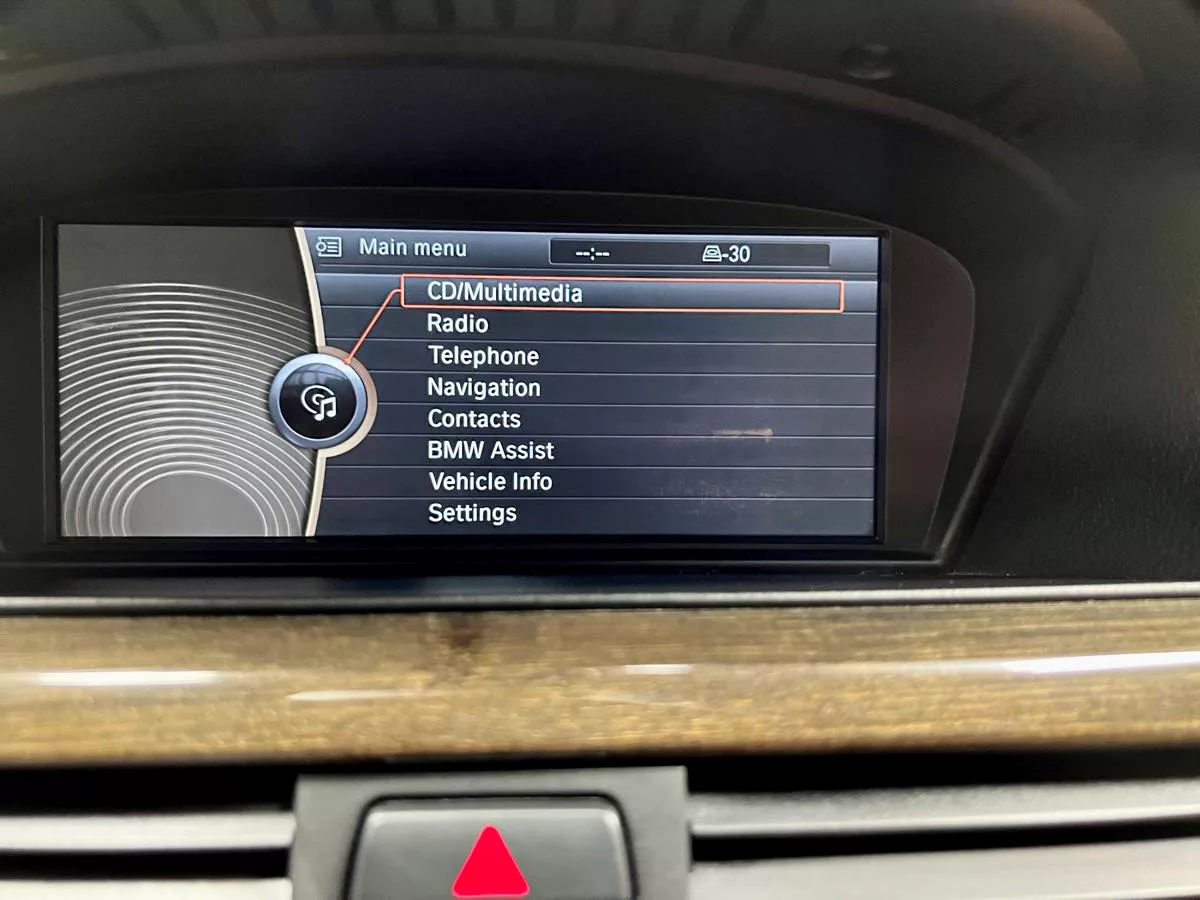 Main menu
--:-- -30
CD/Multimedia
Radio
Telephone
Navigation
Contacts
BMW Assist
Vehicle Info
Settings